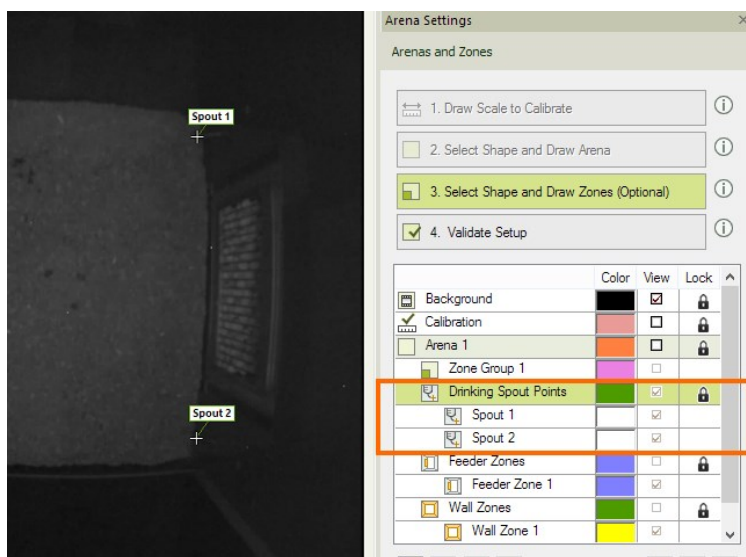 Arena Settings
Arenas and Zones
Spout 1
Spout 2
1. Draw Scale to Calibrate
2. Select Shape and Draw Arena
3. Select Shape and Draw Zones (Optional)
4. Validate Setup
Color View Lock
Background
Calibration
Arena 1
Zone Group 1
Drinking Spout Points
Spout 1
Spout 2
Feeder Zones
Feeder Zone 1
Wall Zones
Wall Zone 1